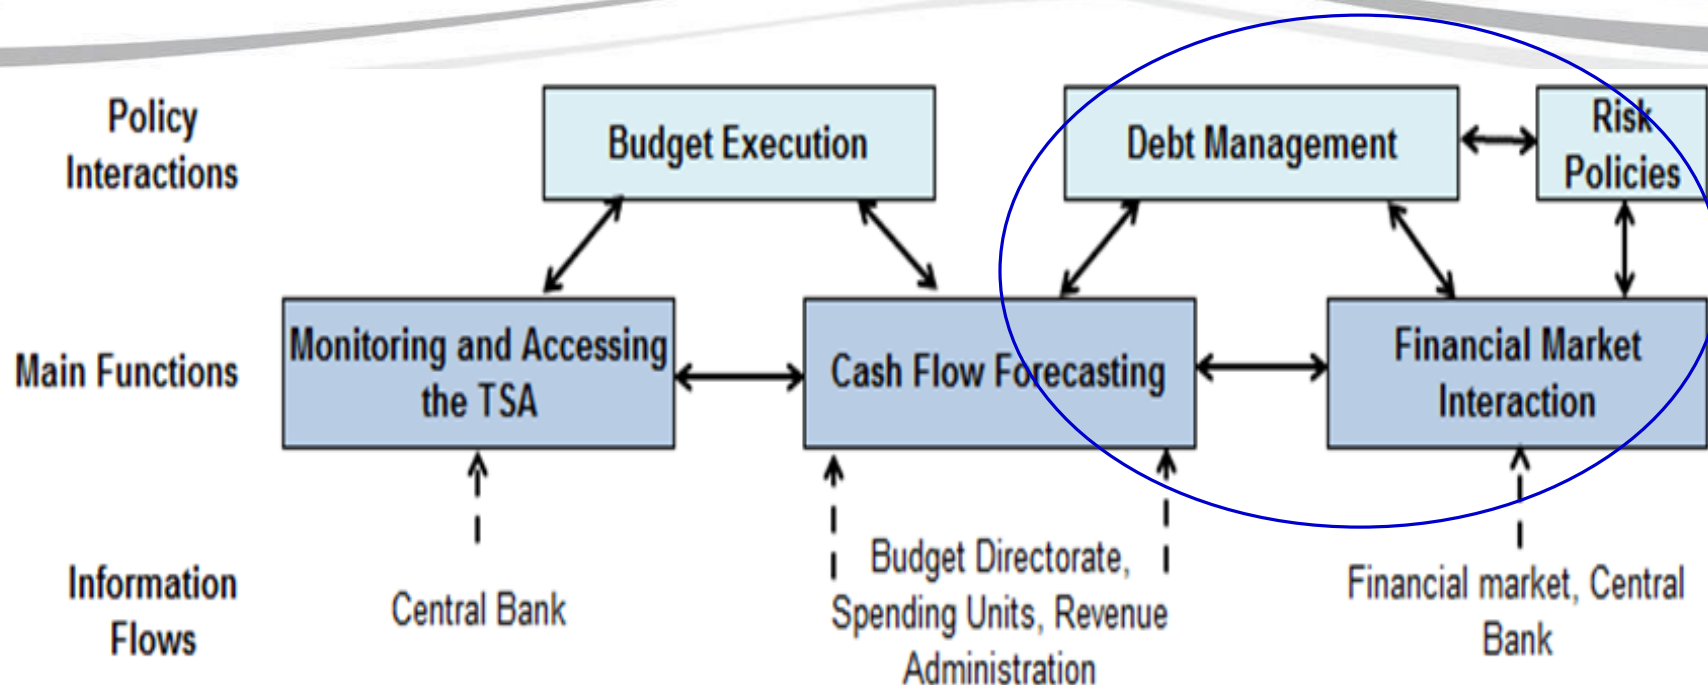 Policy
Interactions
Budget Execution
Debt Management
Risk
Policies
Main Functions
Monitoring and Accessing
the TSA
Cash Flow Forecasting
Financial Market
Interaction
Information
Flows
Central Bank
Budget Directorate,
Spending Units, Revenue
Administration
Financial market, Central
Bank